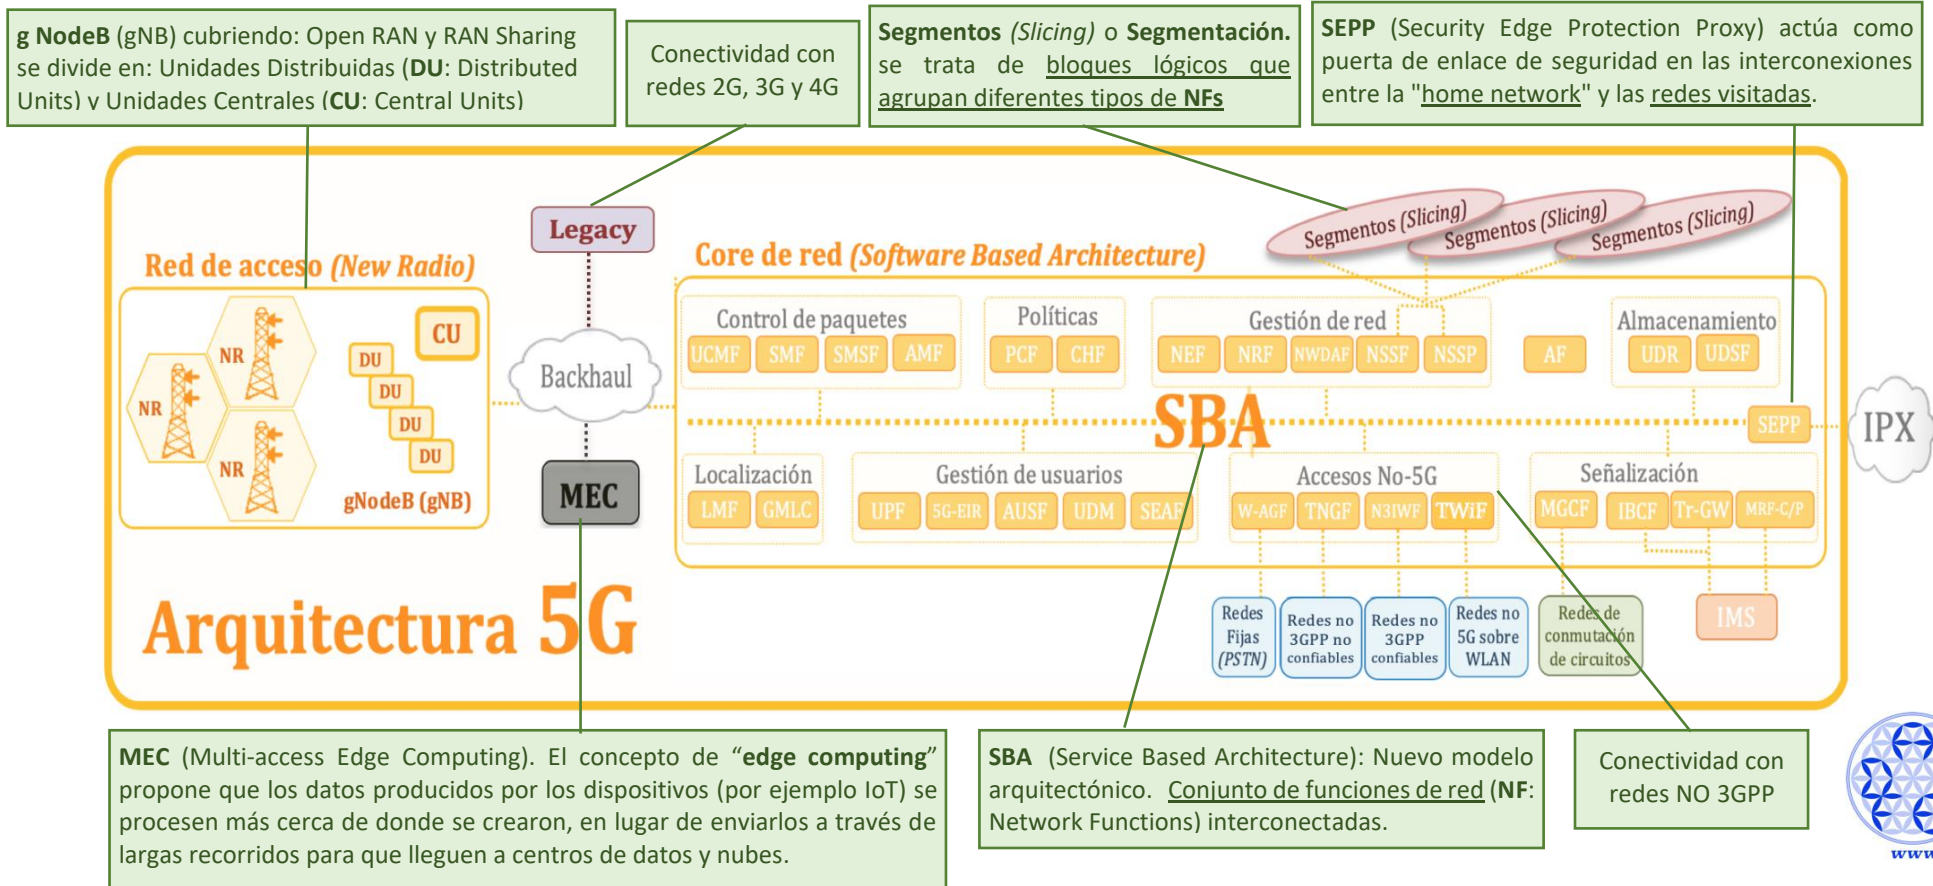 g NodeB (gNB) cubriendo: Open RAN y RAN Sharing
se divide en: Unidades Distribuidas (DU: Distributed
Units) y Unidades Centrales (CU: Central Units)
Conectividad con
redes 2G, 3G y 4G
Segmentos (Slicing) o Segmentación.
se trata de bloques lógicos que
agrupan diferentes tipos de NFs
SEPP (Security Edge Protection Proxy) actúa como
puerta de enlace de seguridad en las interconexiones
entre la "home network" y las redes visitadas.
Legacy
Segmentos (Slicing)
Segmentos (Slicing)
Segmentos (Slicing)
Red de acceso (New Radio)
Core de red (Software Based Architecture)
NR
NR
NR
CU
DU
DU
DU
DU
gNodeB (gNB)
Backhaul
MEC
Control de paquetes
UCMF SMF SMSF AMF
Políticas
PCF CHF
Gestión de red
NEF NRF NWDAF NSSF NSSP
AF
Almacenamiento
UDR UDSF
SBA
SEPP
IPX
Localización
LMF GMLC
Gestión de usuarios
UPF 5G-EIR AUSF UDM SEAF
Accesos No-5G
W-AGF TNGF N3IWF TWiF
Señalización
MGCF IBCF Tr-GW MRF-C/P
Arquitectura 5G
Redes
Fijas
(PSTN)
Redes no
3GPP no
confiables
Redes no
3GPP
confiables
Redes no
5G sobre
WLAN
Redes de
conmutación
de circuitos
IMS
MEC (Multi-access Edge Computing). El concepto de “edge computing”
propone que los datos producidos por los dispositivos (por ejemplo IoT) se
procesen más cerca de donde se crearon, en lugar de enviarlos a través de
largas recorridos para que lleguen a centros de datos y nubes.
SBA (Service Based Architecture): Nuevo modelo
arquitectónico. Conjunto de funciones de red (NF:
Network Functions) interconectadas.
Conectividad con
redes NO 3GPP
www